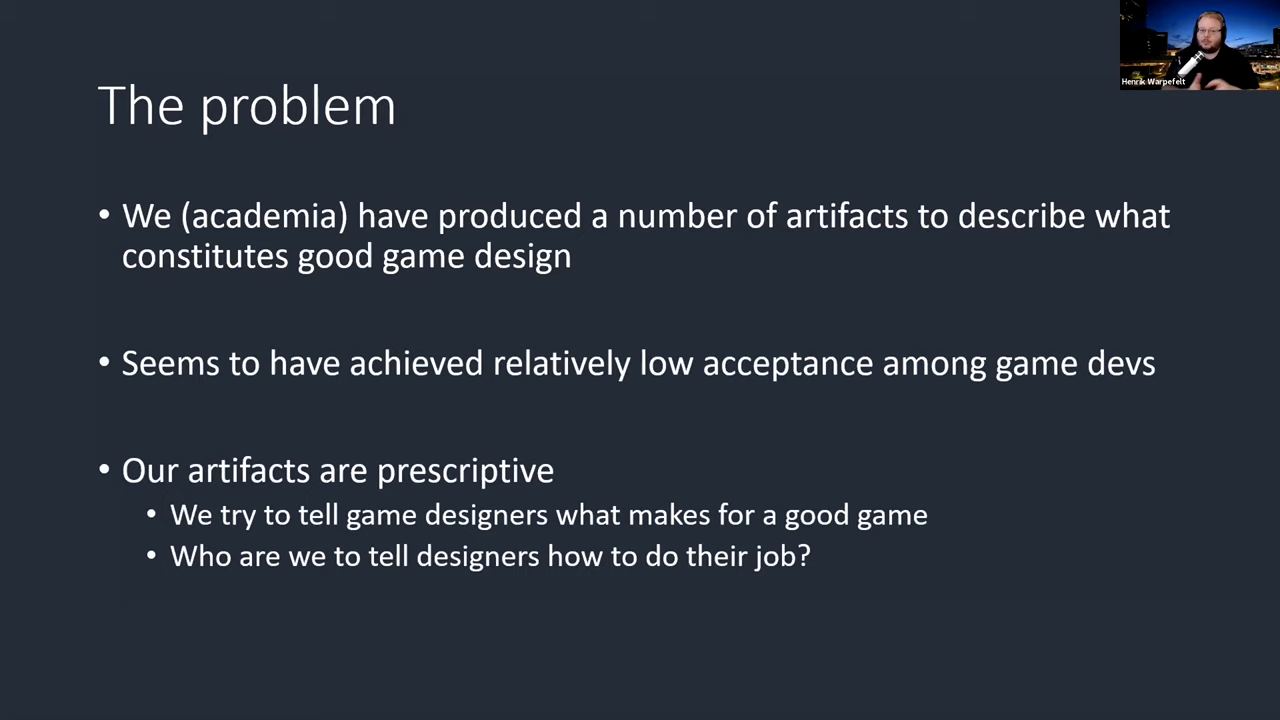 The problem
Henrik Warpefelt
• We (academia) have produced a number of artifacts to describe what
constitutes good game design
• Seems to have achieved relatively low acceptance among game devs
• Our artifacts are prescriptive
• We try to tell game designers what makes for a good game
• Who are we to tell designers how to do their job?